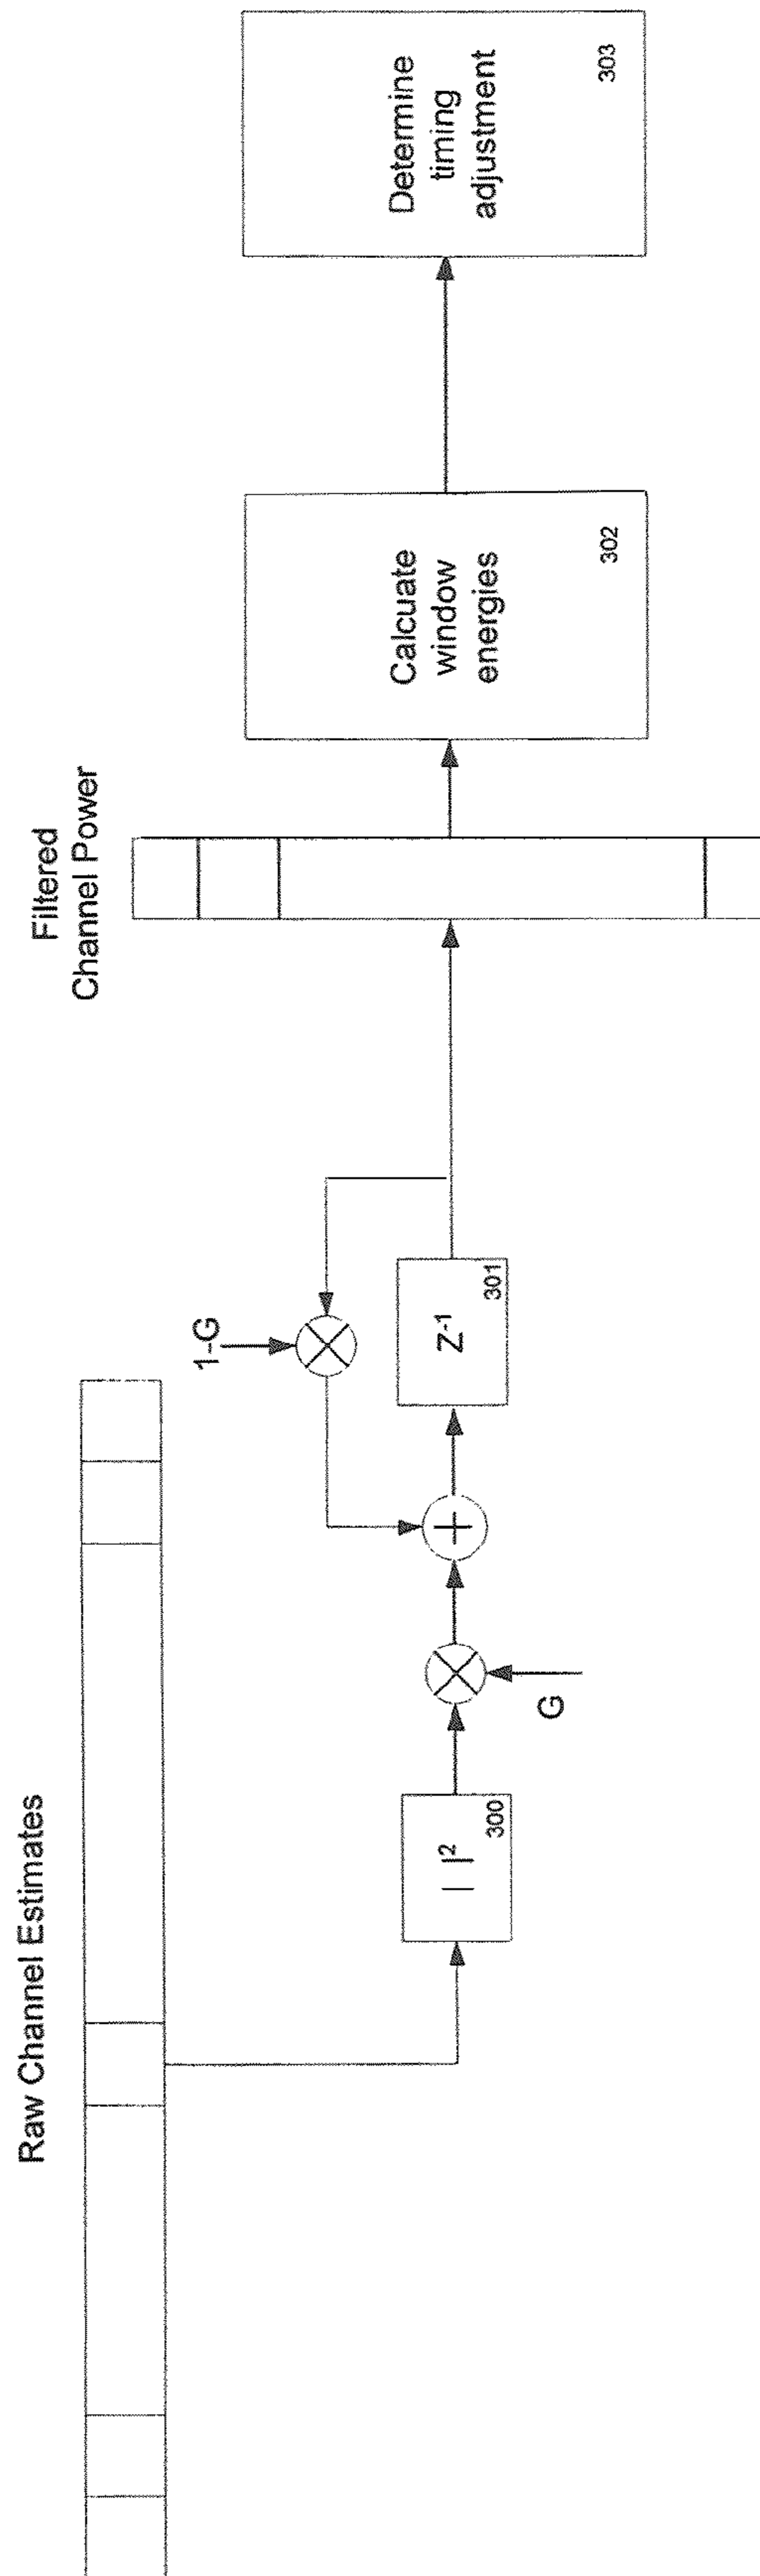 Raw Channel Estimates
| |²
300
G
1-G
Z⁻¹
301
Filtered
Channel Power
Calcuate
window
energies
302
Determine
timing
adjustment
303